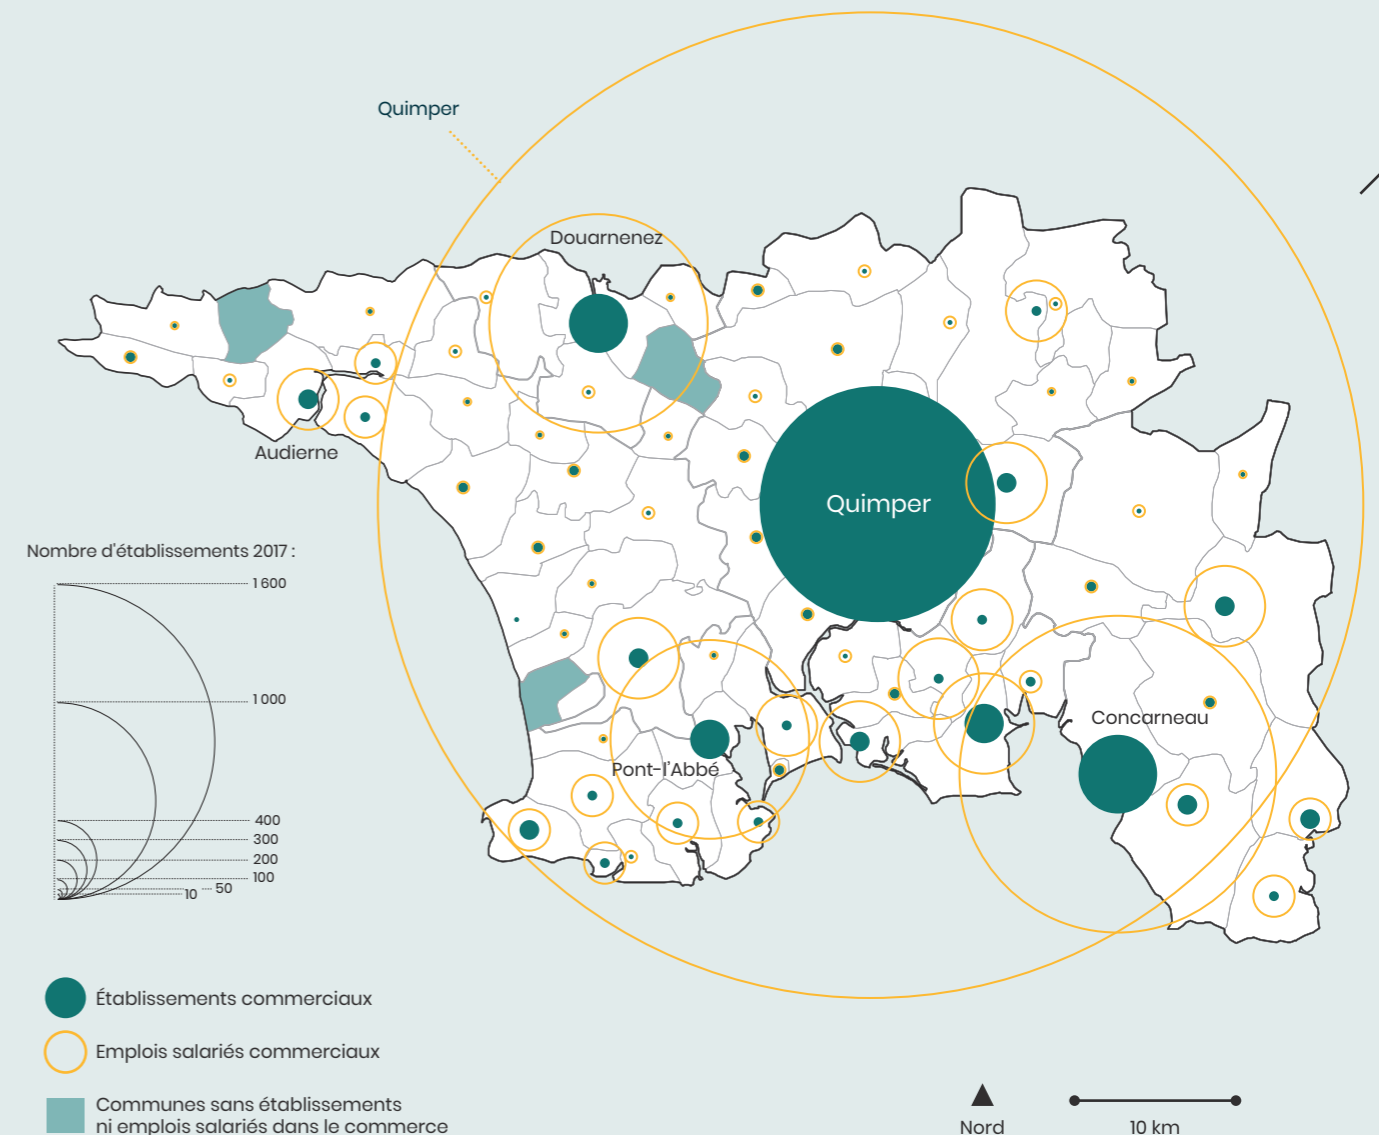 Quimper
Douarnenez
Audierne
Quimper
Nombre d'établissements 2017 :
1 600
1 000
400
300
200
100
50
10
Concarneau
Pont-l'Abbé
Établissements commerciaux
Emplois salariés commerciaux
Communes sans établissements
ni emplois salariés dans le commerce
Nord
10 km